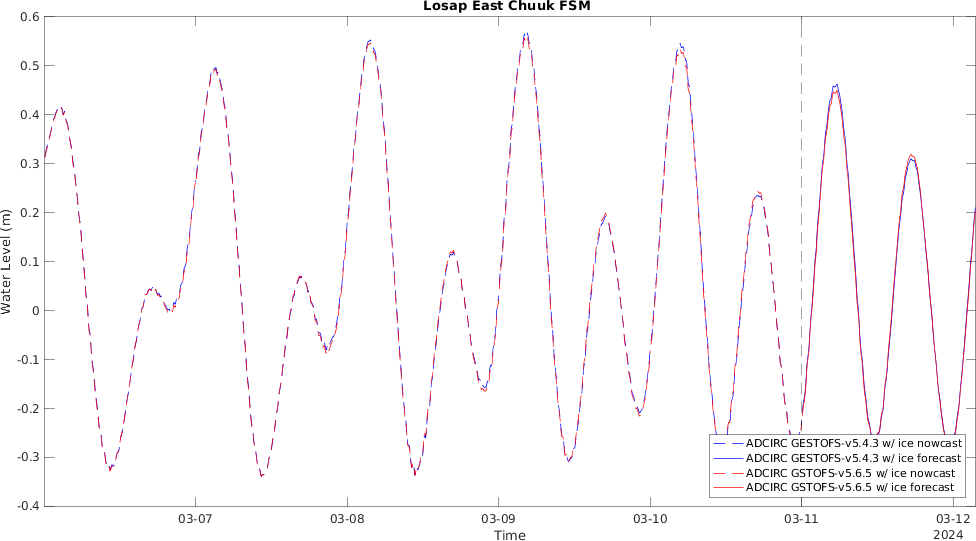 Losap East Chuuk FSM
0.6
0.5
0.4
0.3
0.2
0.1
0
-0.1
-0.2
-0.3
-0.4
Water Level (m)
03-07 03-08 03-09 03-10 03-11 03-12
Time 2024
ADCIRC GESTOFS-v5.4.3 w/ ice nowcast
ADCIRC GESTOFS-v5.4.3 w/ ice forecast
ADCIRC GSTOFS-v5.6.5 w/ ice nowcast
ADCIRC GSTOFS-v5.6.5 w/ ice forecast